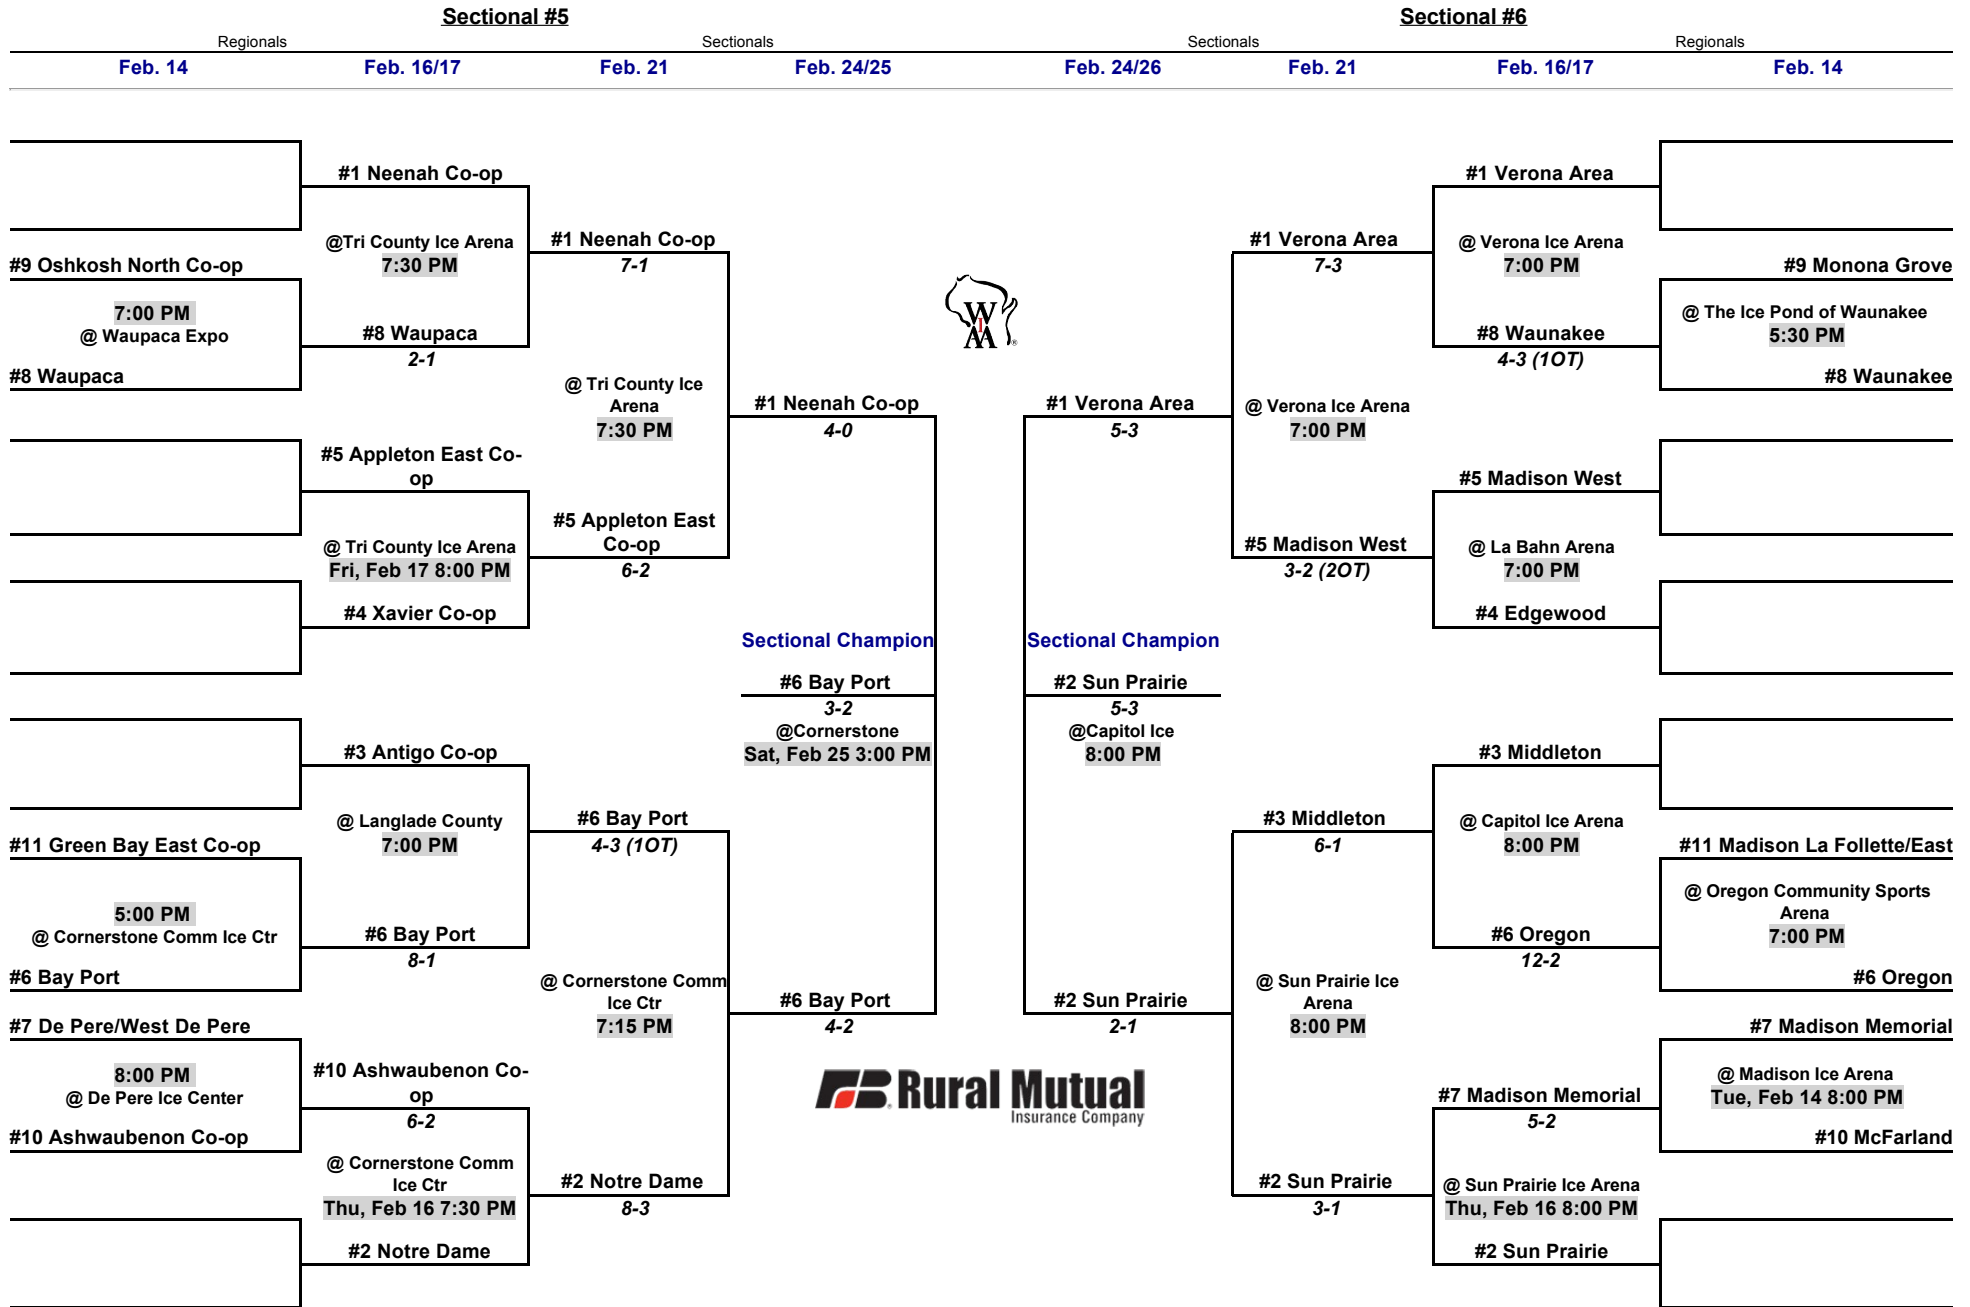 Sectional #5
Sectional #6
Regionals
Sectionals
Sectionals
Regionals
Feb. 14
Feb. 16/17
Feb. 21
Feb. 24/25
Feb. 24/26
Feb. 21
Feb. 16/17
Feb. 14
#9 Oshkosh North Co-op
7:00 PM
@ Waupaca Expo
#8 Waupaca
#11 Green Bay East Co-op
5:00 PM
@ Cornerstone Comm Ice Ctr
#6 Bay Port
#7 De Pere/West De Pere
8:00 PM
@ De Pere Ice Center
#10 Ashwaubenon Co-op
#1 Neenah Co-op
@Tri County Ice Arena
7:30 PM
#8 Waupaca
2-1
#5 Appleton East Co-
op
@ Tri County Ice Arena
Fri, Feb 17 8:00 PM
#4 Xavier Co-op
#3 Antigo Co-op
@ Langlade County
7:00 PM
#6 Bay Port
8-1
#10 Ashwaubenon Co-
op
6-2
@ Cornerstone Comm
Ice Ctr
Thu, Feb 16 7:30 PM
#2 Notre Dame
#1 Neenah Co-op
7-1
@ Tri County Ice
Arena
7:30 PM
#5 Appleton East
Co-op
6-2
#6 Bay Port
4-3 (1OT)
@ Cornerstone Comm
Ice Ctr
7:15 PM
#2 Notre Dame
8-3
#1 Neenah Co-op
4-0
Sectional Champion
#6 Bay Port
3-2
@Cornerstone
Sat, Feb 25 3:00 PM
#6 Bay Port
4-2
WIAA
®
Rural Mutual
Insurance Company
#1 Verona Area
5-3
Sectional Champion
#2 Sun Prairie
5-3
@Capitol Ice
8:00 PM
#2 Sun Prairie
2-1
#1 Verona Area
7-3
@ Verona Ice Arena
7:00 PM
#5 Madison West
3-2 (2OT)
#3 Middleton
6-1
@ Sun Prairie Ice
Arena
8:00 PM
#2 Sun Prairie
3-1
#1 Verona Area
@ Verona Ice Arena
7:00 PM
#8 Waunakee
4-3 (1OT)
#5 Madison West
@ La Bahn Arena
7:00 PM
#4 Edgewood
#3 Middleton
@ Capitol Ice Arena
8:00 PM
#6 Oregon
12-2
#7 Madison Memorial
5-2
@ Sun Prairie Ice Arena
Thu, Feb 16 8:00 PM
#2 Sun Prairie
#9 Monona Grove
@ The Ice Pond of Waunakee
5:30 PM
#8 Waunakee
#11 Madison La Follette/East
@ Oregon Community Sports
Arena
7:00 PM
#6 Oregon
#7 Madison Memorial
@ Madison Ice Arena
Tue, Feb 14 8:00 PM
#10 McFarland